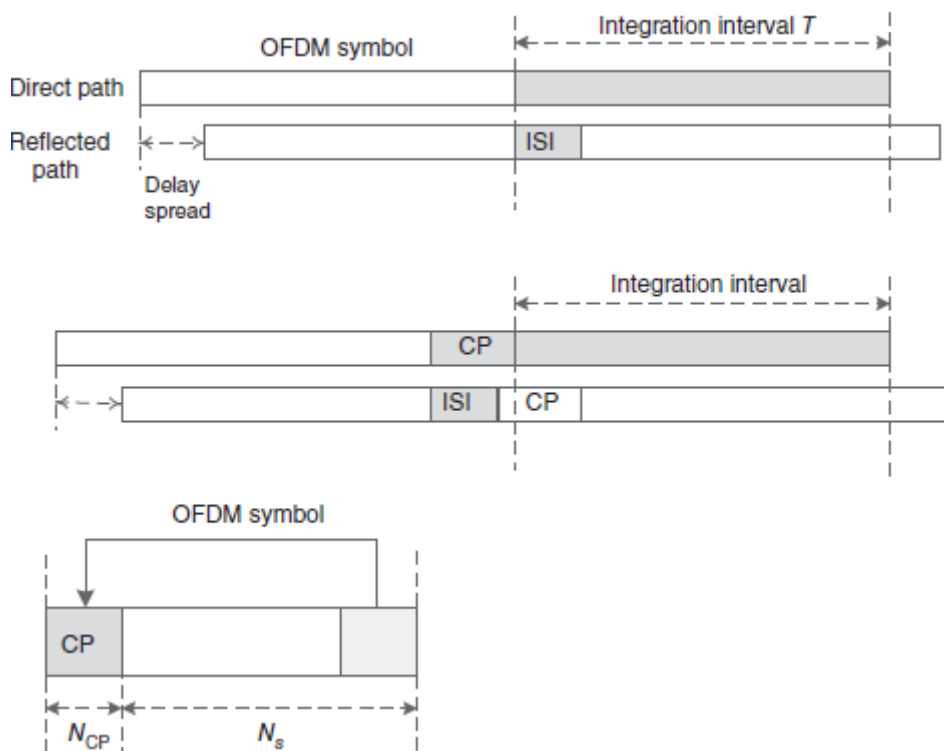 Integration interval T
OFDM symbol
Direct path
Reflected
path
ISI
Delay
spread
Integration interval
CP
ISI
CP
OFDM symbol
CP
N_CP
N_s